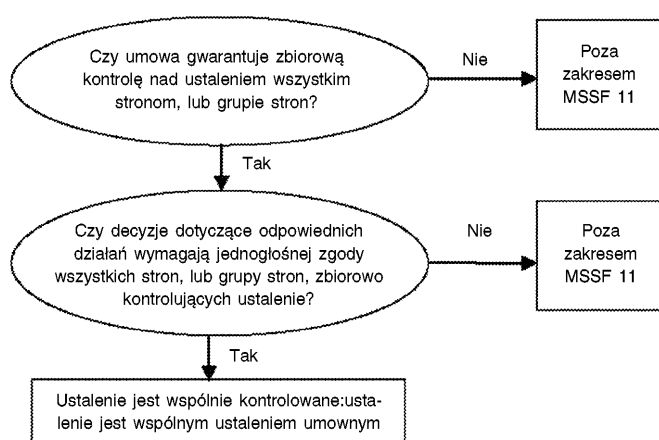 Czy umowa gwarantuje zbiorową
kontrolę nad ustaleniem wszystkim
stronom, lub grupie stron?
Nie
Poza
zakresem
MSSF 11
Tak
Czy decyzje dotyczące odpowiednich
działań wymagają jednogłośnej zgody
wszystkich stron, lub grupy stron, zbiorowo
kontrolujących ustalenie?
Nie
Poza
zakresem
MSSF 11
Tak
Ustalenie jest wspólnie kontrolowane:usta-
lenie jest wspólnym ustaleniem umownym